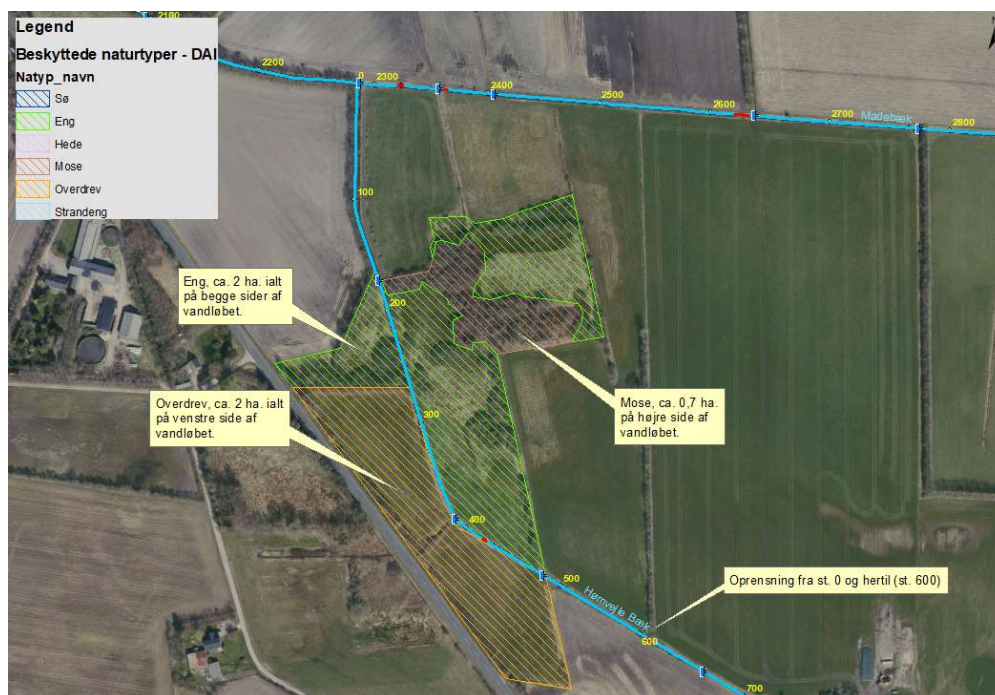 Legend
Beskyttede naturtyper - DAI
Natyp_navn
Sø
Eng
Hede
Mose
Overdrev
Strandeng
2100
2200
0
2300
2400
2500
2600
2700
2800
Madebæk
100
200
300
400
500
600
700
Eng, ca. 2 ha. ialt
på begge sider af
vandløbet.
Overdrev, ca. 2 ha. ialt
på venstre side af
vandløbet.
Mose, ca. 0,7 ha.
på højre side af
vandløbet.
Oprensning fra st. 0 og hertil (st. 600)
Hørnvejle Bæk